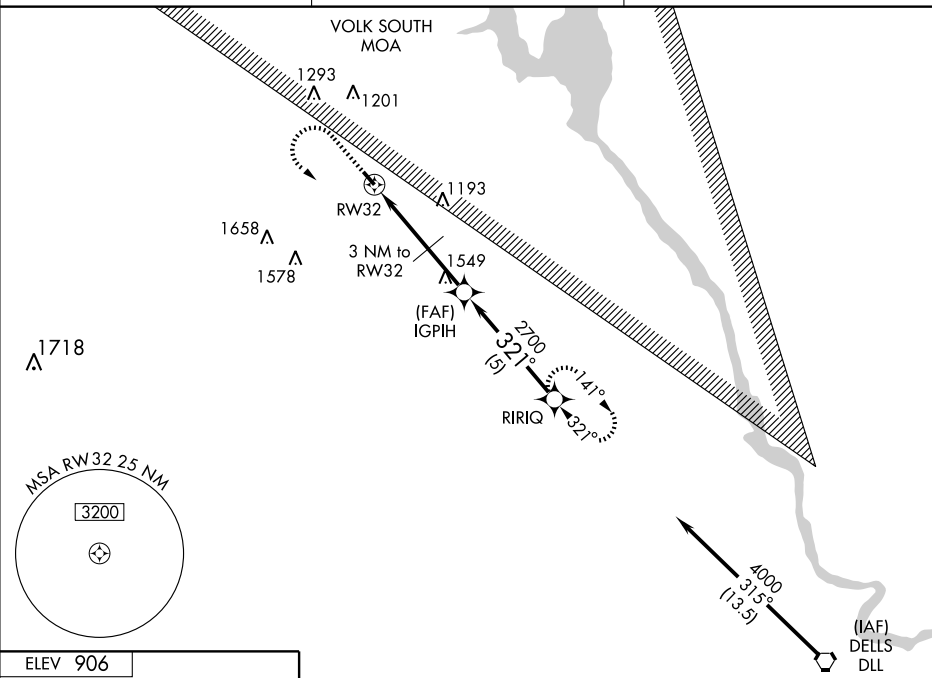 VOLK SOUTH
MOA
1293
1201
1193
RW32
1658
1578
3 NM to
RW32
1549
(FAF)
IGPIH
2700
321°
(5)
1718
141°
321°
RIRIQ
MSA RW32 25 NM
3200
4000
315°
(13.5)
(IAF)
DELLS
DLL
ELEV 906